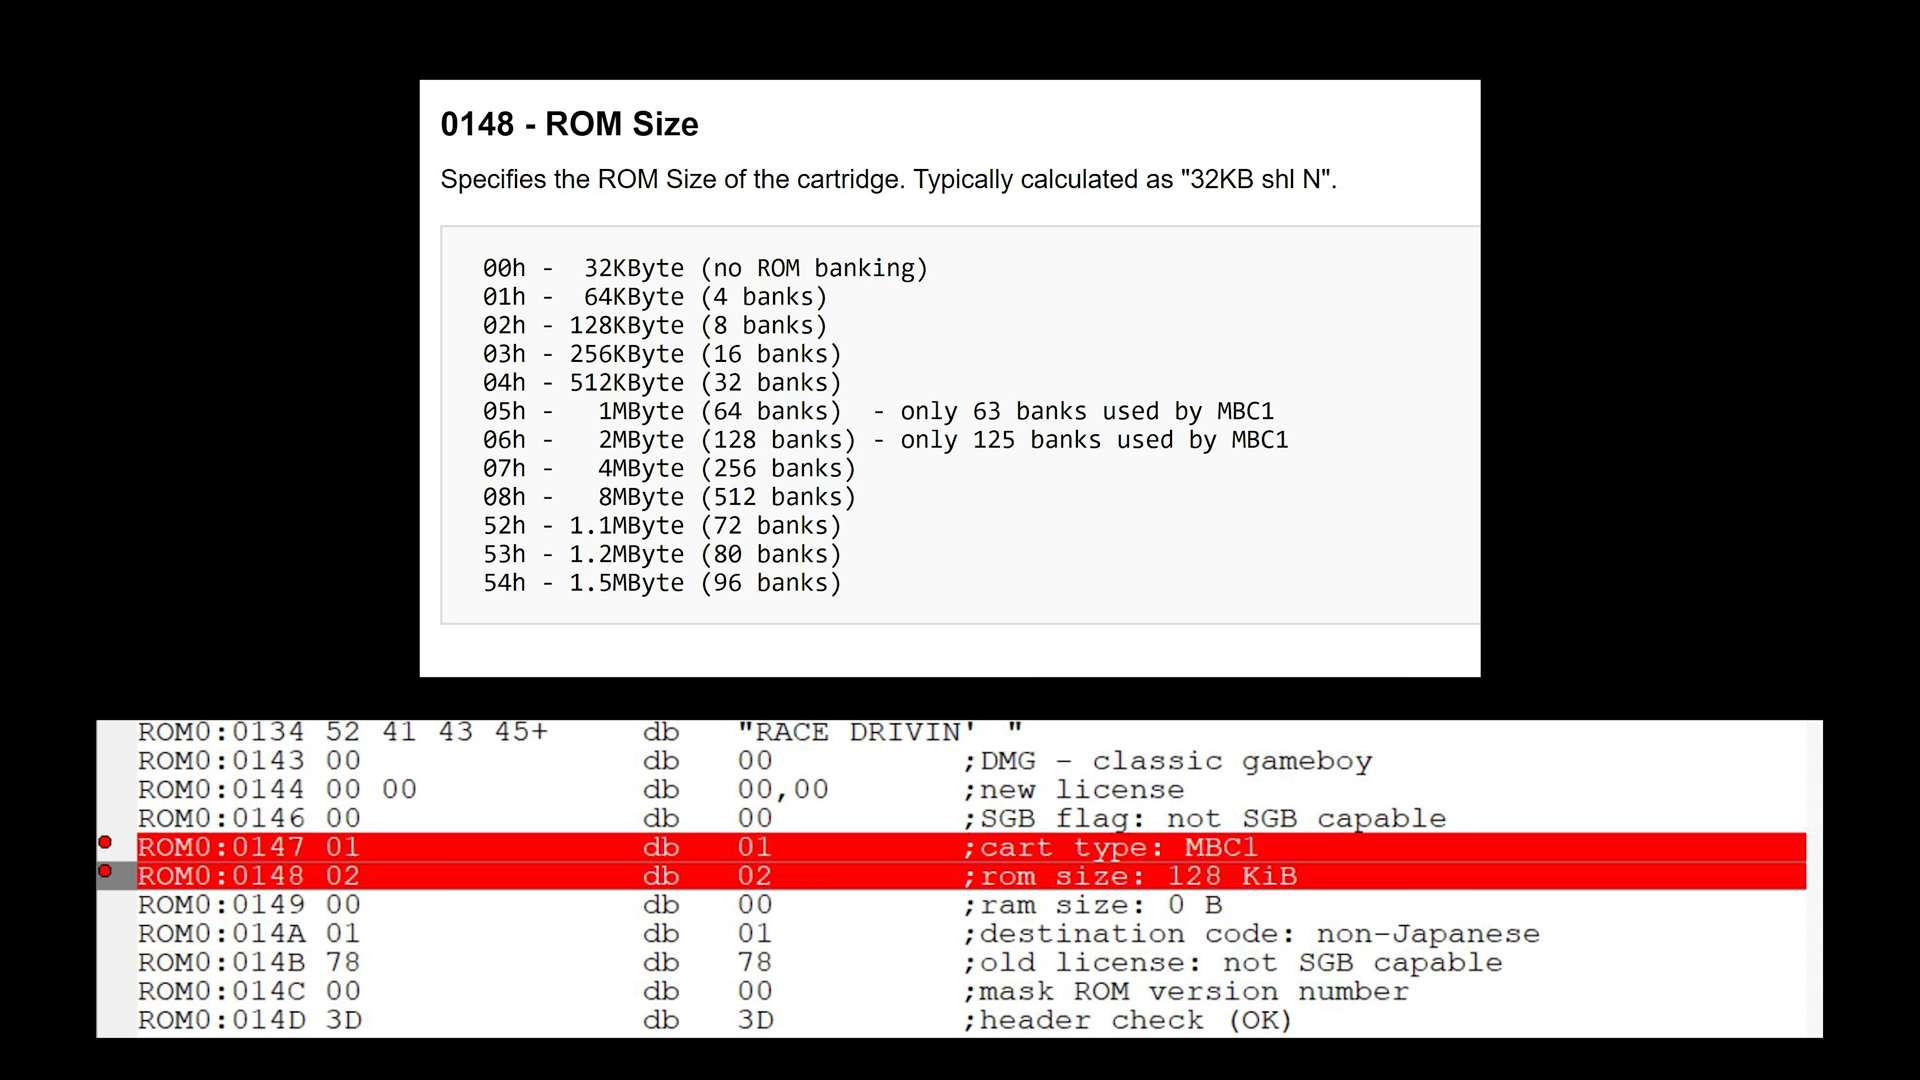 0148 - ROM Size
Specifies the ROM Size of the cartridge. Typically calculated as "32KB shl N".
00h -  32KByte (no ROM banking)
01h -  64KByte (4 banks)
02h - 128KByte (8 banks)
03h - 256KByte (16 banks)
04h - 512KByte (32 banks)
05h -   1MByte (64 banks)  - only 63 banks used by MBC1
06h -   2MByte (128 banks) - only 125 banks used by MBC1
07h -   4MByte (256 banks)
08h -   8MByte (512 banks)
52h - 1.1MByte (72 banks)
53h - 1.2MByte (80 banks)
54h - 1.5MByte (96 banks)
ROM0:0134 52 41 43 45+ db "RACE DRIVIN' "
ROM0:0143 00 db 00 ;DMG - classic gameboy
ROM0:0144 00 00 db 00,00 ;new license
ROM0:0146 00 db 00 ;SGB flag: not SGB capable
ROM0:0147 01 db 01 ;cart type: MBC1
ROM0:0148 02 db 02 ;rom size: 128 KiB
ROM0:0149 00 db 00 ;ram size: 0 B
ROM0:014A 01 db 01 ;destination code: non-Japanese
ROM0:014B 78 db 78 ;old license: not SGB capable
ROM0:014C 00 db 00 ;mask ROM version number
ROM0:014D 3D db 3D ;header check (OK)